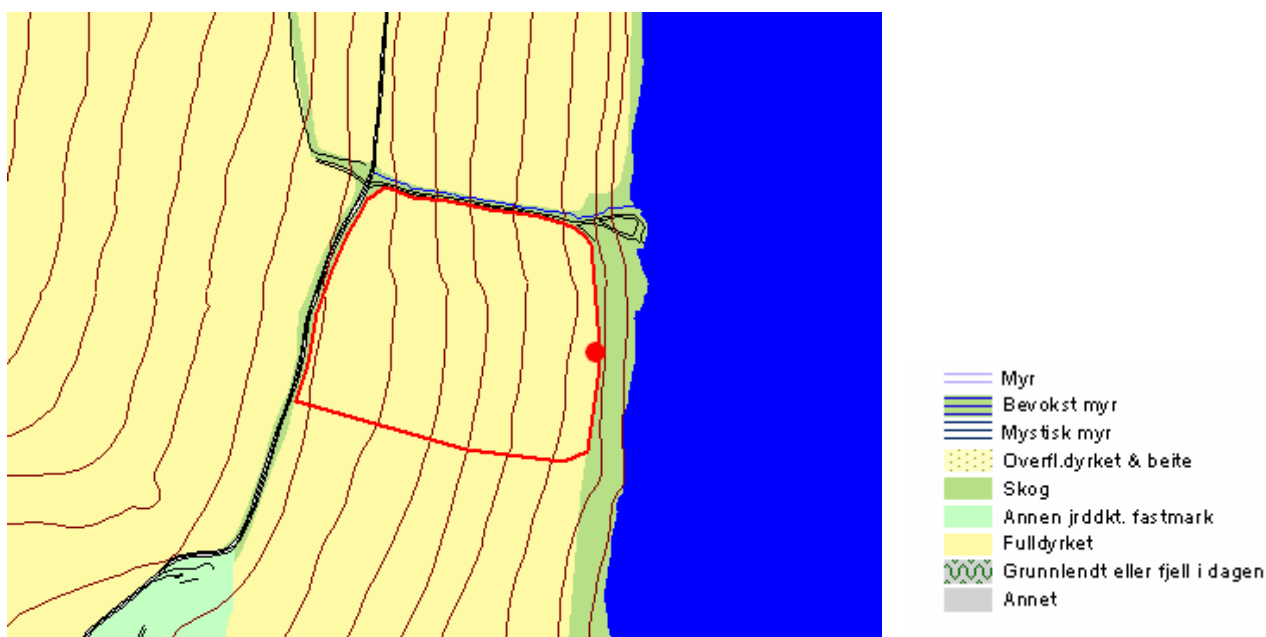 Myr
Bevokst myr
Mystisk myr
Overfl.dyrket & beite
Skog
Annen jrddkt. fastmark
Fulldyrket
Grunnlendt eller fjell i dagen
Annet